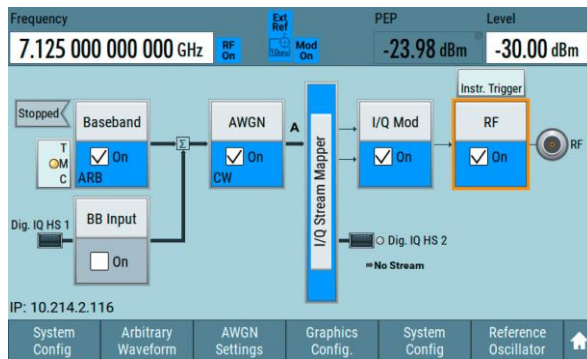 Frequency
Ext
Ref
PEP
Level
7.125 000 000 000 GHz
RF
On
Mod
On
-23.98 dBm
-30.00 dBm
Instr. Trigger
Stopped
Baseband
AWGN
I/Q Mod
RF
T
M
C
On
ARB
Σ
On
CW
A
I/Q Stream Mapper
On
On
RF
Dig. IQ HS 1
BB Input
On
Dig. IQ HS 2
No Stream
IP: 10.214.2.116
System
Config
Arbitrary
Waveform
AWGN
Settings
Graphics
Config.
System
Config
Reference
Oscillator